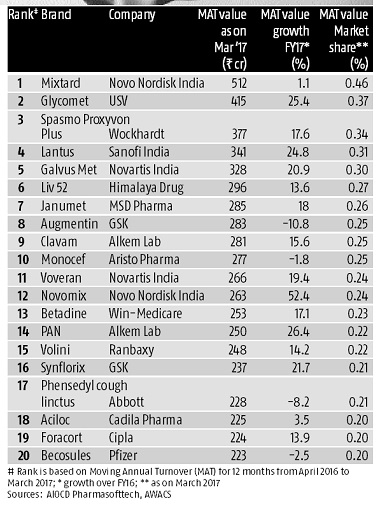 Rank‡ Brand Company MAT value as on Mar '17 (₹ cr) MAT value growth FY17* (%) MAT value Market share** (%)
1 Mixtard Novo Nordisk India 512 1.1 0.46
2 Glycomet USV 415 25.4 0.37
3 Spasmo Proxyvon Plus Wockhardt 377 17.6 0.34
4 Lantus Sanofi India 341 24.8 0.31
5 Galvus Met Novartis India 328 20.9 0.30
6 Liv 52 Himalaya Drug 296 13.6 0.27
7 Janumet MSD Pharma 285 18 0.26
8 Augmentin GSK 283 -10.8 0.25
9 Clavam Alkem Lab 281 15.6 0.25
10 Monocef Aristo Pharma 277 -1.8 0.25
11 Voveran Novartis India 266 19.4 0.24
12 Novomix Novo Nordisk India 263 52.4 0.24
13 Betadine Win-Medicare 253 17.1 0.23
14 PAN Alkem Lab 250 26.4 0.22
15 Volini Ranbaxy 248 14.2 0.22
16 Synflorix GSK 237 21.7 0.21
17 Phensedyl cough linctus Abbott 228 -8.2 0.21
18 Aciloc Cadila Pharma 225 3.5 0.20
19 Foracort Cipla 224 13.9 0.20
20 Becosules Pfizer 223 -2.5 0.20
# Rank is based on Moving Annual Turnover (MAT) for 12 months from April 2016 to
March 2017; * growth over FY16; ** as on March 2017
Sources: AIOCD Pharmasofttech, AWACS